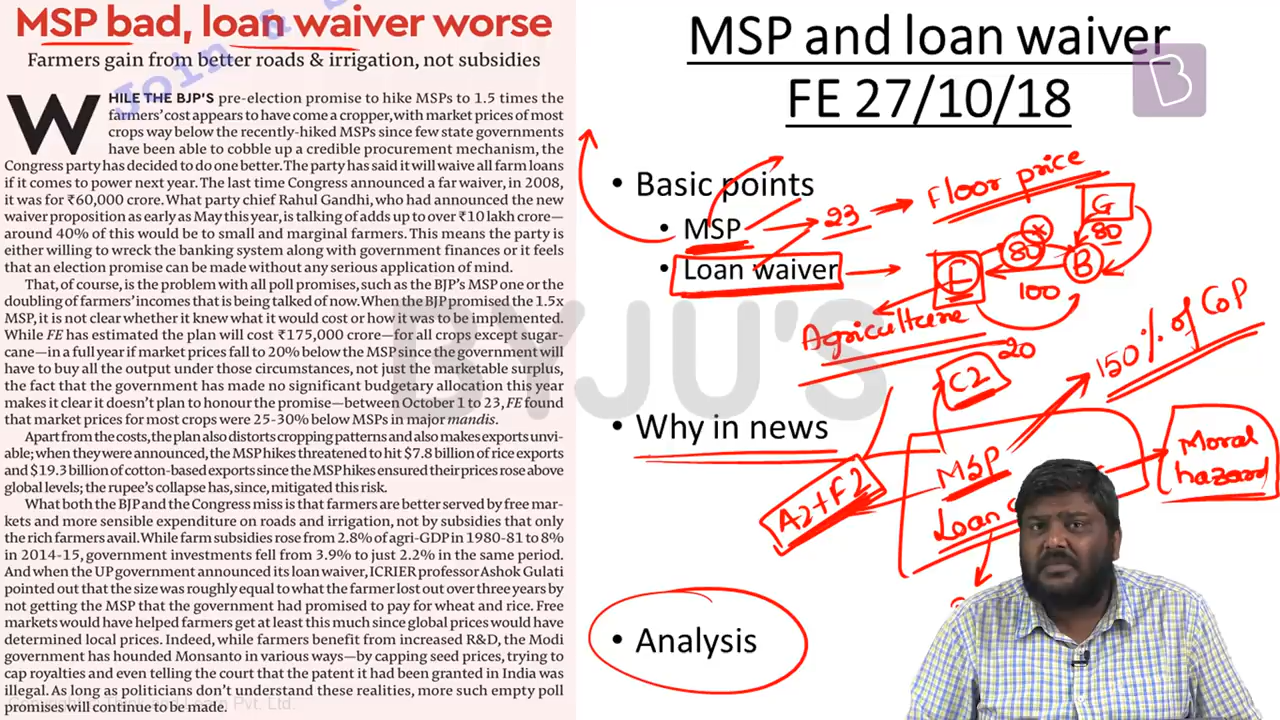 MSP bad, loan waiver worse
Farmers gain from better roads & irrigation, not subsidies
WHILE THE BJP'S pre-election promise to hike MSPs to 1.5 times the
farmers' cost appears to have come a cropper, with market prices of most
crops way below the recently-hiked MSPs since few state governments
have been able to cobble up a credible procurement mechanism, the
Congress party has decided to do one better. The party has said it will waive all farm loans
if it comes to power next year. The last time Congress announced a far waiver, in 2008,
it was for ₹60,000 crore. What party chief Rahul Gandhi, who had announced the new
waiver proposition as early as May this year, is talking of adds up to over ₹10 lakh crore—
around 40% of this would be to small and marginal farmers. This means the party is
either willing to wreck the banking system along with government finances or it feels
that an election promise can be made without any serious application of mind.
That, of course, is the problem with all poll promises, such as the BJP's MSP one or the
doubling of farmers' incomes that is being talked of now. When the BJP promised the 1.5x
MSP, it is not clear whether it knew what it would cost or how it was to be implemented.
While FE has estimated the plan will cost ₹175,000 crore—for all crops except sugar-
cane—in a full year if market prices fall to 20% below the MSP since the government will
have to buy all the output under those circumstances, not just the marketable surplus,
the fact that the government has made no significant budgetary allocation this year
makes it clear it doesn't plan to honour the promise—between October 1 to 23, FE found
that market prices for most crops were 25-30% below MSPs in major mandis.
Apart from the costs, the plan also distorts cropping patterns and also makes exports unvi-
able; when they were announced, the MSP hikes threatened to hit $7.8 billion of rice exports
and $19.3 billion of cotton-based exports since the MSP hikes ensured their prices rose above
global levels; the rupee's collapse has, since, mitigated this risk.
What both the BJP and the Congress miss is that farmers are better served by free mar-
kets and more sensible expenditure on roads and irrigation, not by subsidies that only
the rich farmers avail. While farm subsidies rose from 2.8% of agri-GDP in 1980-81 to 8%
in 2014-15, government investments fell from 3.9% to just 2.2% in the same period.
And when the UP government announced its loan waiver, ICRIER professor Ashok Gulati
pointed out that the size was roughly equal to what the farmer lost out over three years by
not getting the MSP that the government had promised to pay for wheat and rice. Free
markets would have helped farmers get at least this much since global prices would have
determined local prices. Indeed, while farmers benefit from increased R&D, the Modi
government has hounded Monsanto in various ways—by capping seed prices, trying to
cap royalties and even telling the court that the patent it had been granted in India was
illegal. As long as politicians don't understand these realities, more such empty poll
promises will continue to be made.
MSP and loan waiver
FE 27/10/18
B
• Basic points
• MSP
23
Floor price
G
80
80
B
• Loan waiver
100
Agriculture
150% of CoP
20
C2
• Why in news
MSP
Moral
hazard
A2+F2
Loan
• Analysis
BYJU'S
Join